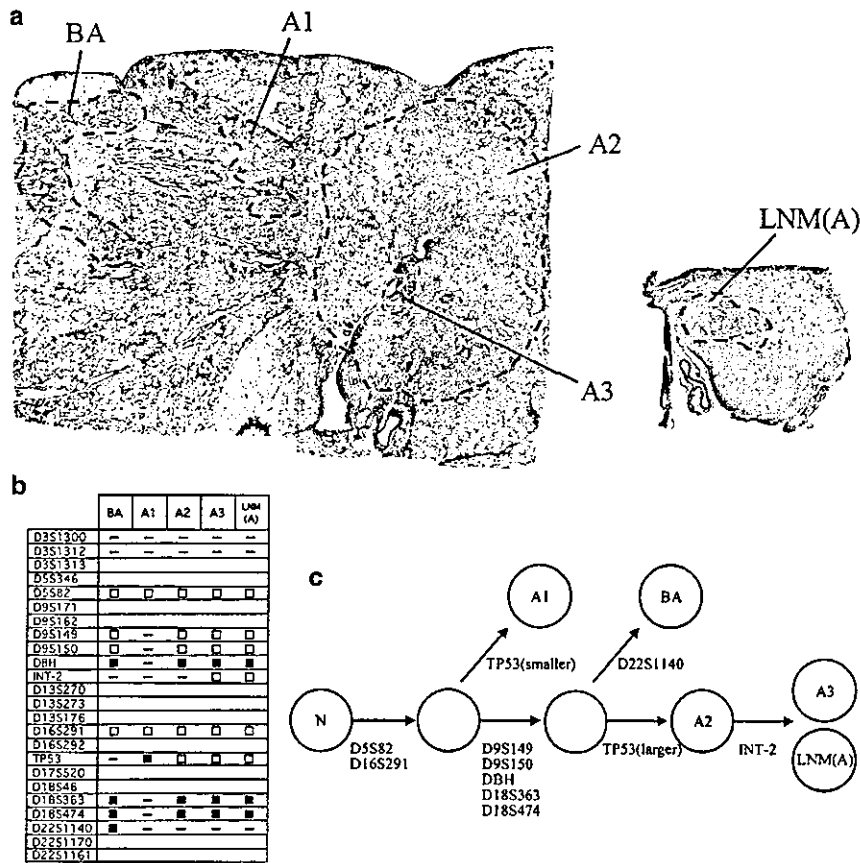 a
BA
A1
A2
LNM(A)
A3
b
BA A1 A2 A3 LNM (A)
D3S1300 – – – – –
D3S1312 – – – – –
D3S1313
D5S346
D5S82 □ □ □ □ □
D9S171
D9S162
D9S149 □ – □ □ □
D9S150 □ – □ □ □
DBH ■ – ■ ■ ■
INT-2 – – – □ □
D13S270
D13S273
D13S176
D16S291 □ □ □ □ □
D16S292
TP53 – ■ □ □ □
D17S520
D18S46
D18S363 ■ – ■ ■ ■
D18S474 ■ – ■ ■ ■
D22S1140 ■ – – – –
D22S1170
D22S1161
c
A1
BA
TP53(smaller)
D22S1140
A3
N
A2
D5S82
D16S291
D9S149
D9S150
DBH
D18S363
D18S474
TP53(larger)
INT-2
LNM(A)